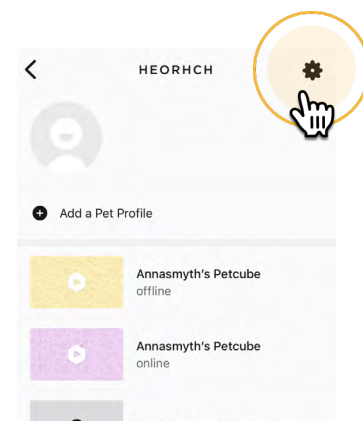 HEORHCH
Add a Pet Profile
Annasmyth's Petcube
offline
Annasmyth's Petcube
online